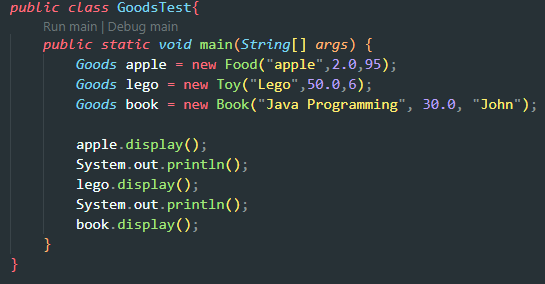 public class GoodsTest{
Run main | Debug main
public static void main(String[] args) {
Goods apple = new Food("apple",2.0,95);
Goods lego = new Toy("Lego",50.0,6);
Goods book = new Book("Java Programming", 30.0, "John");
apple.display();
System.out.println();
lego.display();
System.out.println();
book.display();
}
}